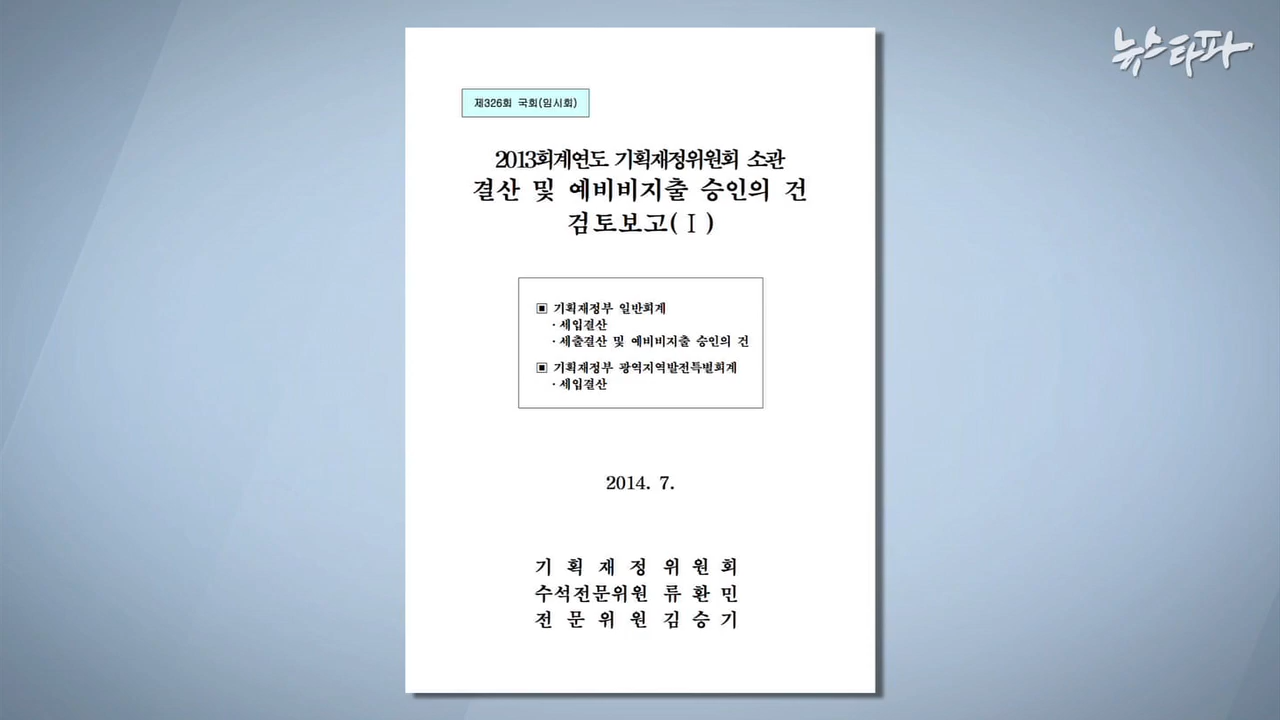 뉴스타파
제326회 국회(임시회)
2013회계연도 기획재정위원회 소관
결산 및 예비비지출 승인의 건
검토보고(Ⅰ)
▣ 기획재정부 일반회계
· 세입결산
· 세출결산 및 예비비지출 승인의 건
▣ 기획재정부 광역지역발전특별회계
· 세입결산
2014. 7.
기 획 재 정 위 원 회
수석전문위원 류 환 민
전 문 위 원 김 승 기